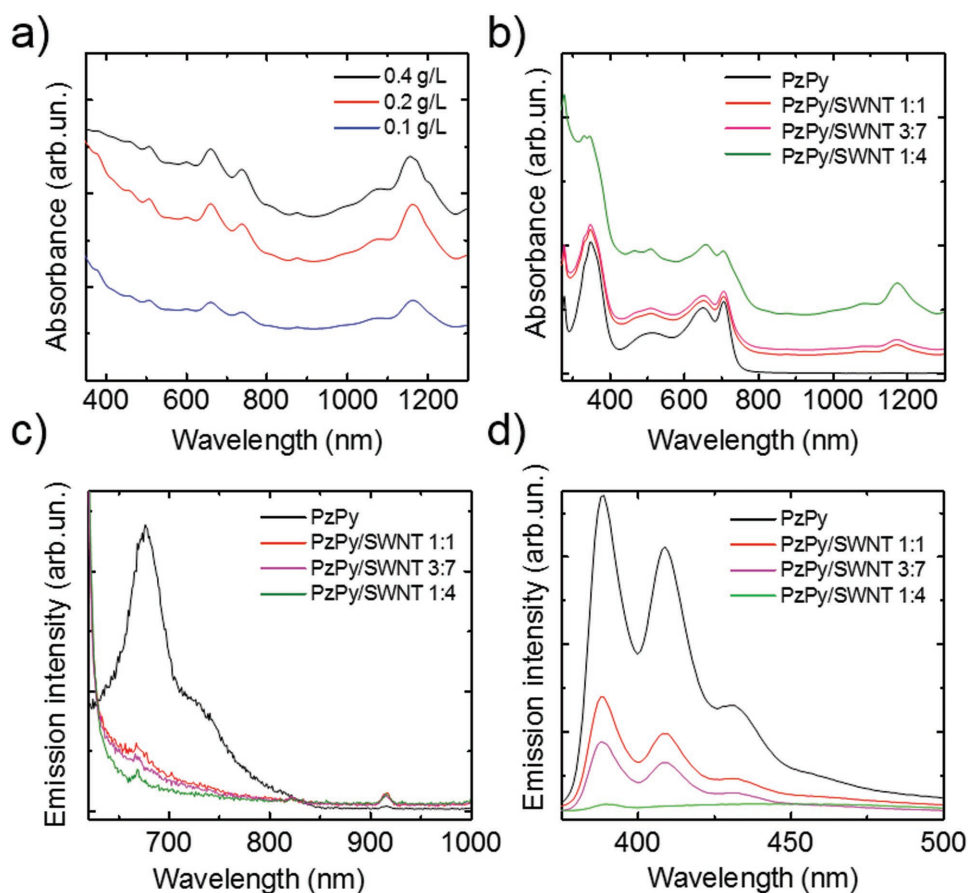 a)
0.4 g/L
0.2 g/L
0.1 g/L
Absorbance (arb.un.)
400 600 800 1000 1200
Wavelength (nm)
b)
PzPy
PzPy/SWNT 1:1
PzPy/SWNT 3:7
PzPy/SWNT 1:4
Absorbance (arb.un.)
400 600 800 1000 1200
Wavelength (nm)
c)
PzPy
PzPy/SWNT 1:1
PzPy/SWNT 3:7
PzPy/SWNT 1:4
Emission intensity (arb.un.)
700 800 900 1000
Wavelength (nm)
d)
PzPy
PzPy/SWNT 1:1
PzPy/SWNT 3:7
PzPy/SWNT 1:4
Emission intensity (arb.un.)
400 450 500
Wavelength (nm)